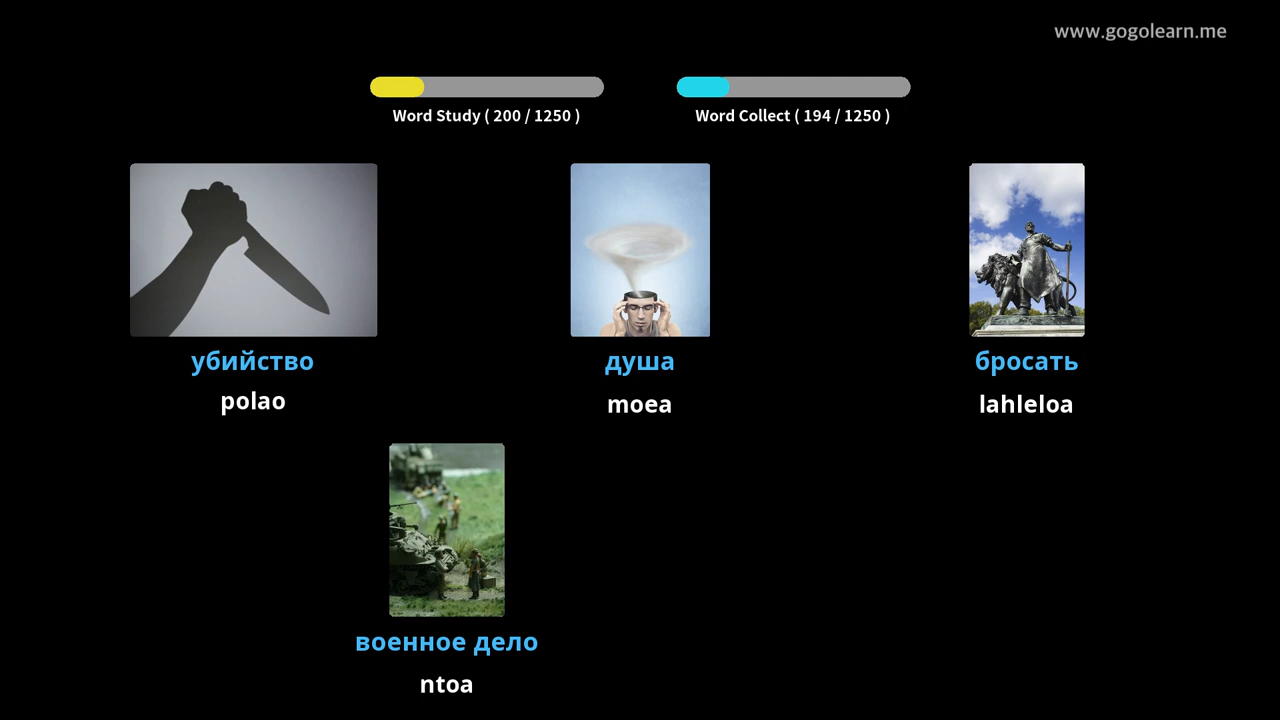 www.gogolearn.me
Word Study ( 200 / 1250 )
Word Collect ( 194 / 1250 )
убийство
polao
душа
moea
бросать
lahleloa
военное дело
ntoa